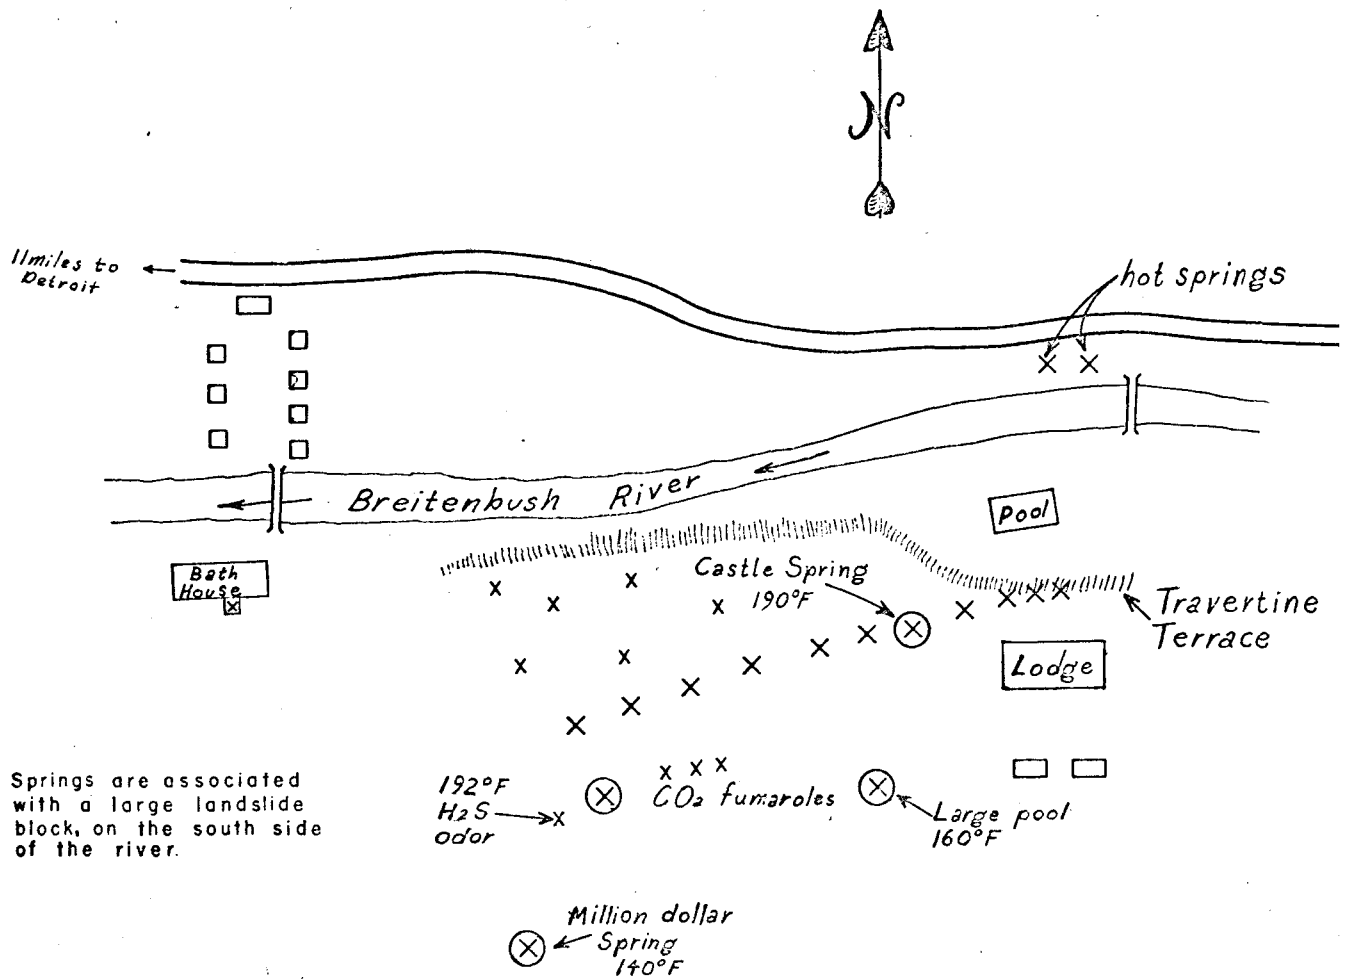 N
11miles to
Detroit
hot springs
Breitenbush River
Pool
Bath
House
Castle Spring
190°F
Travertine
Terrace
Lodge
Springs are associated
with a large landslide
block, on the south side
of the river.
192°F
H2S
odor
CO2 fumaroles
Large pool
160°F
Million dollar
Spring
140°F